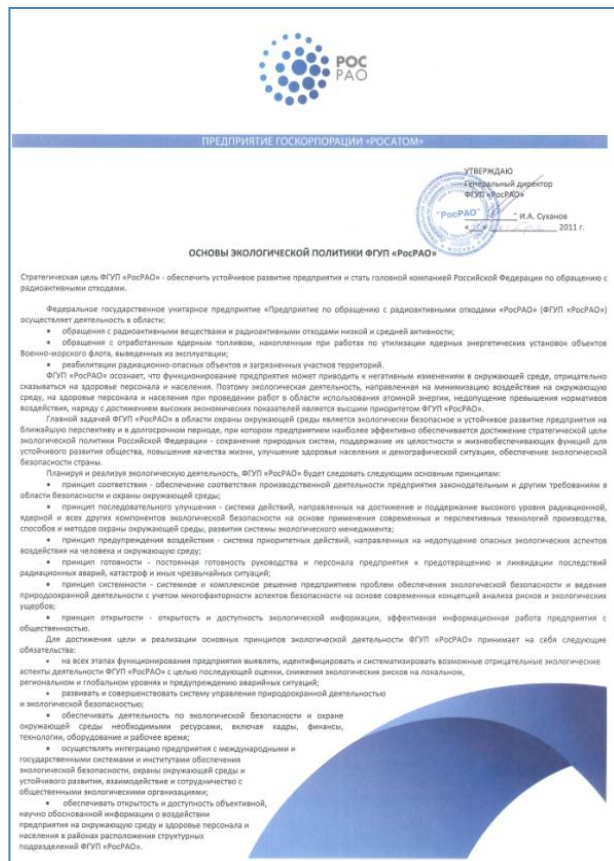 РОС
РАО
ПРЕДПРИЯТИЕ ГОСКОРПОРАЦИИ «РОСАТОМ»
УТВЕРЖДАЮ
Генеральный директор
ФГУП «РосРАО»
"РосРАО"
И.А. Суханов
2011 г.
ОСНОВЫ ЭКОЛОГИЧЕСКОЙ ПОЛИТИКИ ФГУП «РосРАО»
Стратегическая цель ФГУП «РосРАО» - обеспечить устойчивое развитие предприятия и стать головной компанией Российской Федерации по обращению с
радиоактивными отходами.
Федеральное государственное унитарное предприятие «Предприятие по обращению с радиоактивными отходами «РосРАО» (ФГУП «РосРАО»)
осуществляет деятельность в области:
• обращения с радиоактивными веществами и радиоактивными отходами низкой и средней активности;
• обращения с отработанным ядерным топливом, накопленным при работах по утилизации ядерных энергетических установок объектов
Военно-морского флота, выведенных из эксплуатации;
• реабилитации радиационно-опасных объектов и загрязненных участков территорий.
ФГУП «РосРАО» осознает, что функционирование предприятия может приводить к негативным изменениям в окружающей среде, отрицательно
сказываться на здоровье персонала и населения. Поэтому экологическая деятельность, направленная на минимизацию воздействия на окружающую
среду, на здоровье персонала и населения при проведении работ в области использования атомной энергии, недопущение превышения нормативов
воздействия, наряду с достижением высоких экономических показателей является высшим приоритетом ФГУП «РосРАО».
Главной задачей ФГУП «РосРАО» в области охраны окружающей среды является экологически безопасное и устойчивое развитие предприятия на
ближайшую перспективу и в долгосрочном периоде, при котором предприятием наиболее эффективно обеспечивается достижение стратегической цели
экологической политики Российской Федерации - сохранение природных систем, поддержание их целостности и жизнеобеспечивающих функций для
устойчивого развития общества, повышение качества жизни, улучшение здоровья населения и демографической ситуации, обеспечение экологической
безопасности страны.
Планируя и реализуя экологическую деятельность, ФГУП «РосРАО» будет следовать следующим основным принципам:
• принцип соответствия - обеспечение соответствия производственной деятельности предприятия законодательным и другим требованиям в
области безопасности и охраны окружающей среды;
• принцип последовательного улучшения - система действий, направленных на достижение и поддержание высокого уровня радиационной,
ядерной и всех других компонентов экологической безопасности на основе применения современных и перспективных технологий производства,
способов и методов охраны окружающей среды, развития системы экологического менеджмента;
• принцип предупреждения воздействия - система приоритетных действий, направленных на недопущение опасных экологических аспектов
воздействия на человека и окружающую среду;
• принцип готовности - постоянная готовность руководства и персонала предприятия к предотвращению и ликвидации последствий
радиационных аварий, катастроф и иных чрезвычайных ситуаций;
• принцип системности - системное и комплексное решение предприятием проблем обеспечения экологической безопасности и ведения
природоохранной деятельности с учетом многофакторности аспектов безопасности на основе современных концепций анализа рисков и экологических
ущербов;
• принцип открытости - открытость и доступность экологической информации, эффективная информационная работа предприятия с
общественностью.
Для достижения цели и реализации основных принципов экологической деятельности ФГУП «РосРАО» принимает на себя следующие
обязательства:
• на всех этапах функционирования предприятия выявлять, идентифицировать и систематизировать возможные отрицательные экологические
аспекты деятельности ФГУП «РосРАО» с целью последующей оценки, снижения экологических рисков на локальном,
региональном и глобальном уровнях и предупреждению аварийных ситуаций;
• развивать и совершенствовать систему управления природоохранной деятельностью
и экологической безопасностью;
• обеспечивать деятельность по экологической безопасности и охране
окружающей среды необходимыми ресурсами, включая кадры, финансы,
технологии, оборудование и рабочее время;
• осуществлять интеграцию предприятия с международными и
государственными системами и институтами обеспечения
экологической безопасности, охраны окружающей среды и
устойчивого развития, взаимодействие и сотрудничество с
общественными экологическими организациями;
• обеспечивать открытость и доступность объективной,
научно обоснованной информации о воздействии
предприятия на окружающую среду и здоровье персонала и
населения в районах расположения структурных
подразделений ФГУП «РосРАО».